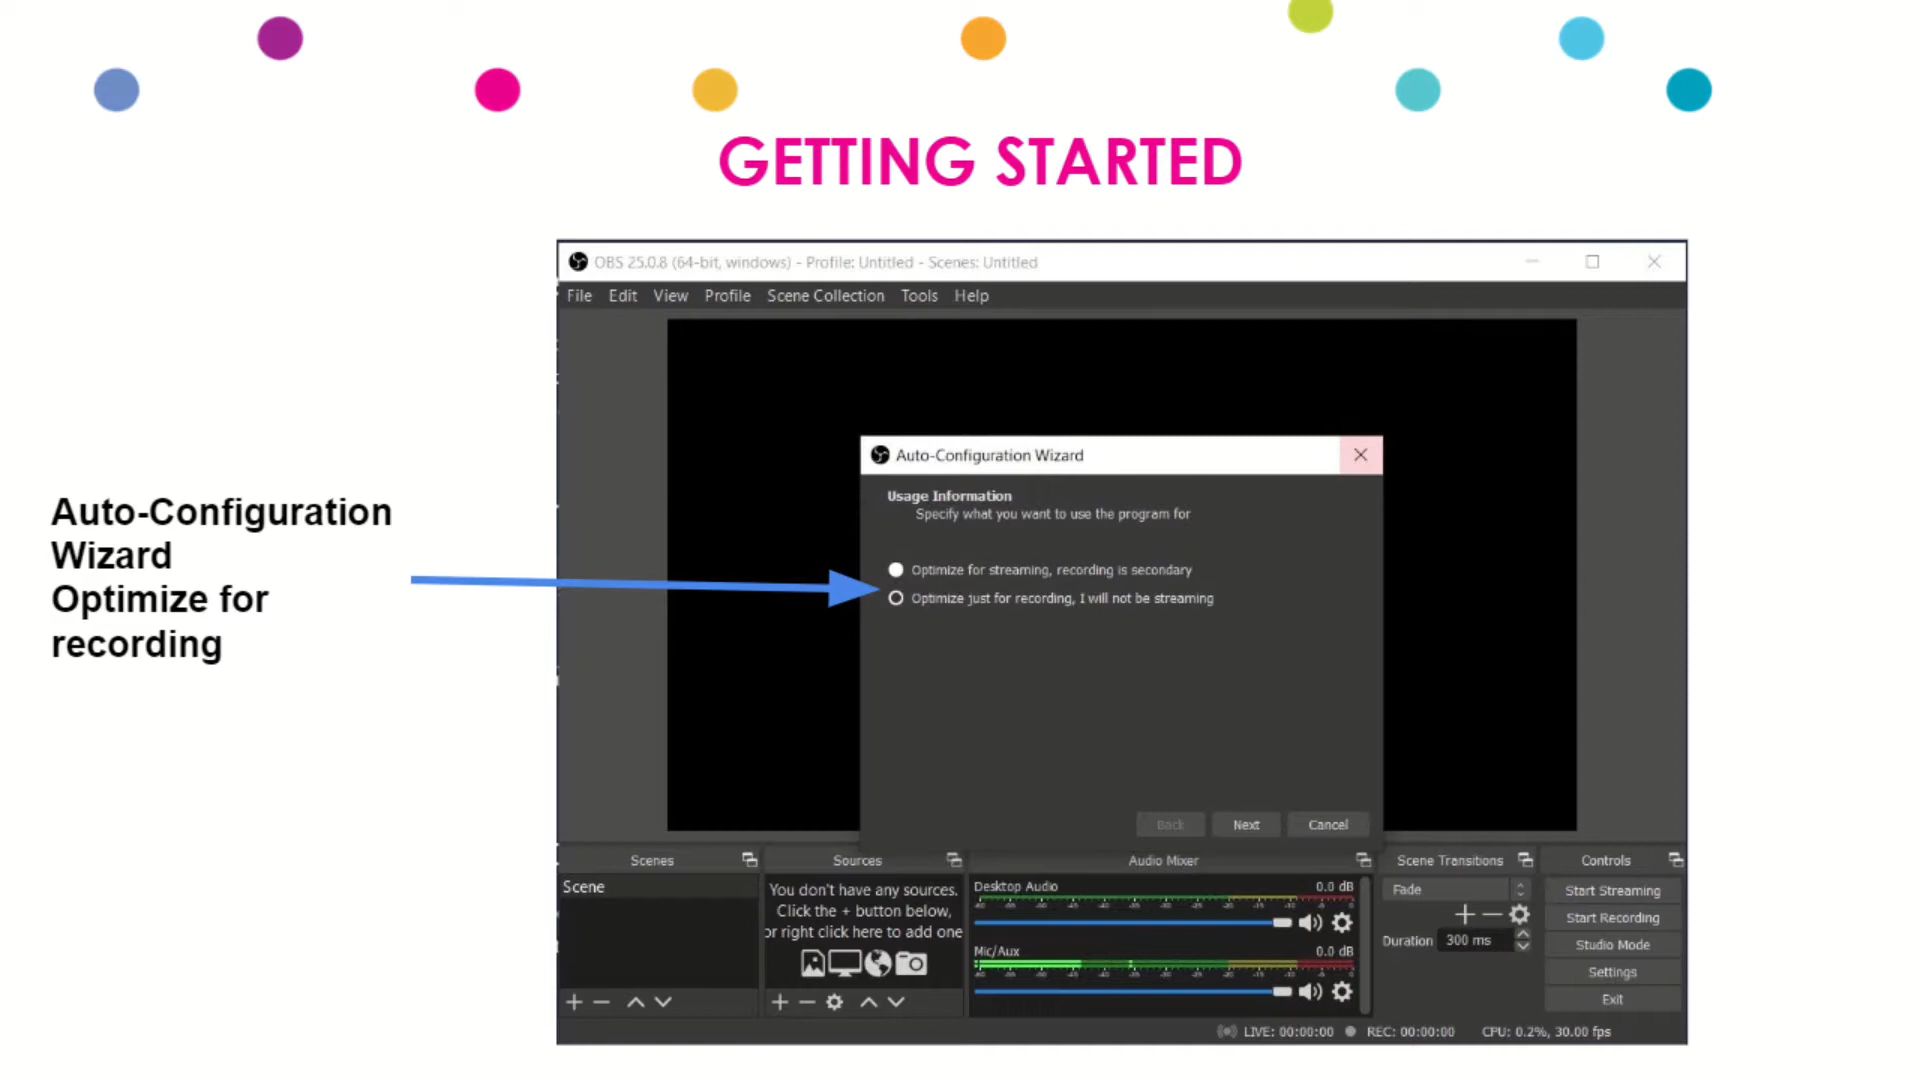 GETTING STARTED
OBS 25.0.8 (64-bit, windows) - Profile: Untitled - Scenes: Untitled
File Edit View Profile Scene Collection Tools Help
Auto-Configuration
Wizard
Optimize for
recording
Auto-Configuration Wizard
Usage Information
Specify what you want to use the program for
Optimize for streaming, recording is secondary
Optimize just for recording, I will not be streaming
Back Next Cancel
Scenes
Scene
Sources
You don't have any sources.
Click the + button below,
or right click here to add one
Audio Mixer
Desktop Audio 0.0 dB
Mic/Aux 0.0 dB
Scene Transitions
Fade
Duration 300 ms
Controls
Start Streaming
Start Recording
Studio Mode
Settings
Exit
LIVE: 00:00:00 REC: 00:00:00 CPU: 0.2%, 30.00 fps